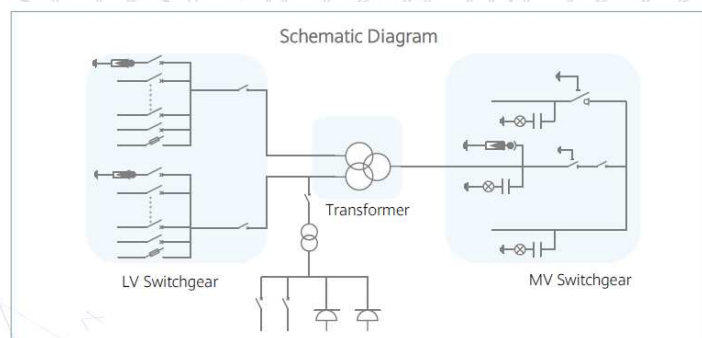 Schematic Diagram
Transformer
LV Switchgear
MV Switchgear